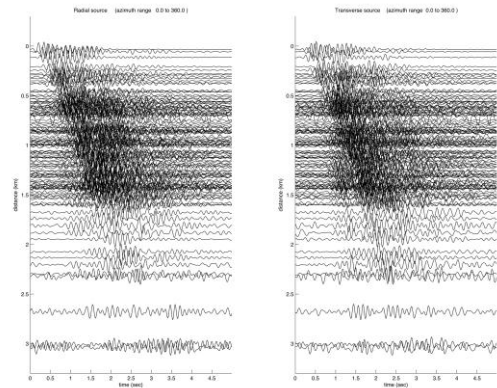 Radial source (azimuth range 0.0 to 360.0 )
0
0.5
1
1.5
2
2.5
3
distance (km)
0 0.5 1 1.5 2 2.5 3 3.5 4 4.5
time (sec)
Transverse source (azimuth range 0.0 to 360.0 )
0
0.5
1
1.5
2
2.5
3
distance (km)
0 0.5 1 1.5 2 2.5 3 3.5 4 4.5
time (sec)